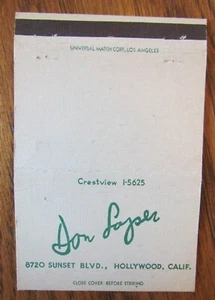 UNIVERSAL MATCH CORP., LOS ANGELES
Crestview 1-5625
Don Loper
8720 SUNSET BLVD., HOLLYWOOD, CALIF.
CLOSE COVER BEFORE STRIKING